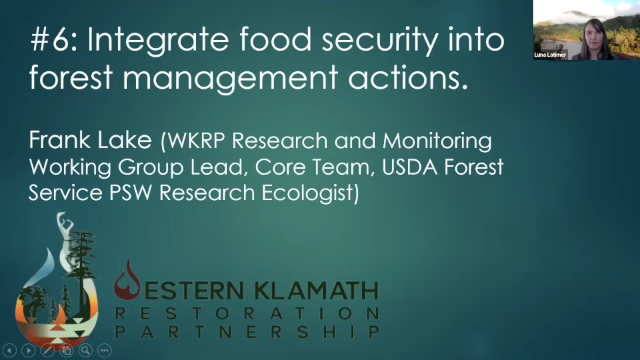 #6: Integrate food security into
forest management actions.
Frank Lake (WKRP Research and Monitoring
Working Group Lead, Core Team, USDA Forest
Service PSW Research Ecologist)
WESTERN KLAMATH
RESTORATION
PARTNERSHIP
Luna Latimer